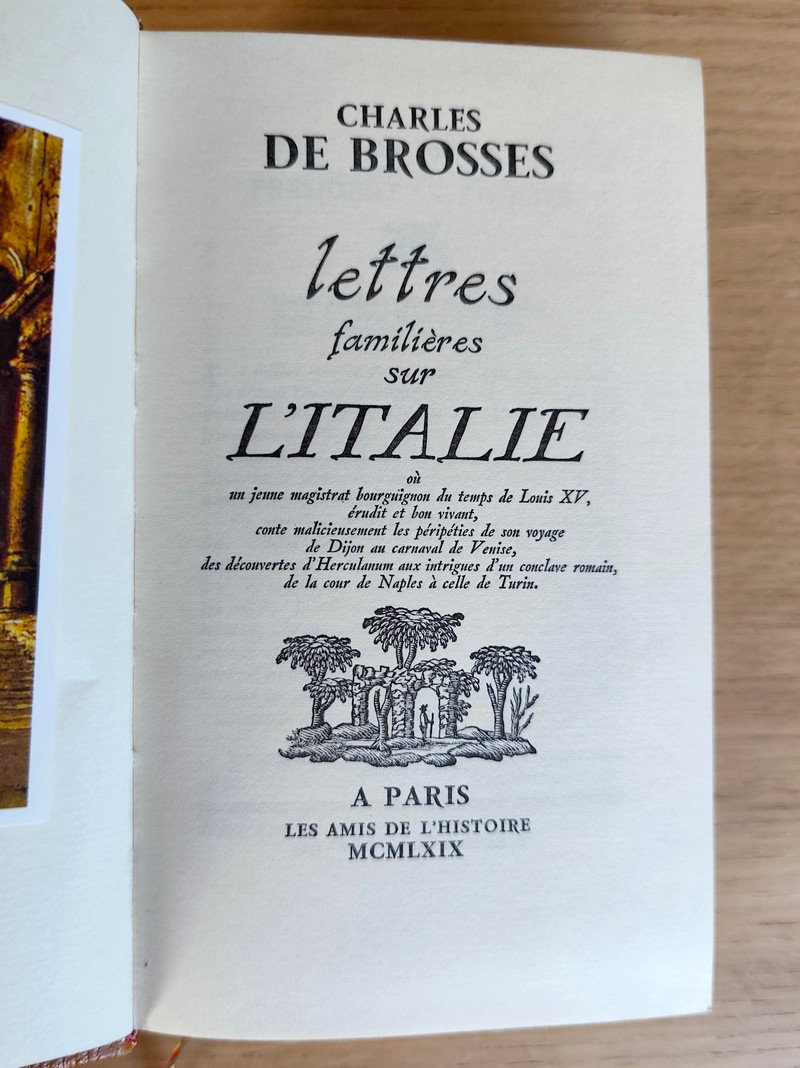 CHARLES
DE BROSSES
lettres
familières
sur
L'ITALIE
où
un jeune magistrat bourguignon du temps de Louis XV,
érudit et bon vivant,
conte malicieusement les péripéties de son voyage
de Dijon au carnaval de Venise,
des découvertes d'Herculanum aux intrigues d'un conclave romain,
de la cour de Naples à celle de Turin.
A PARIS
LES AMIS DE L'HISTOIRE
MCMLXIX